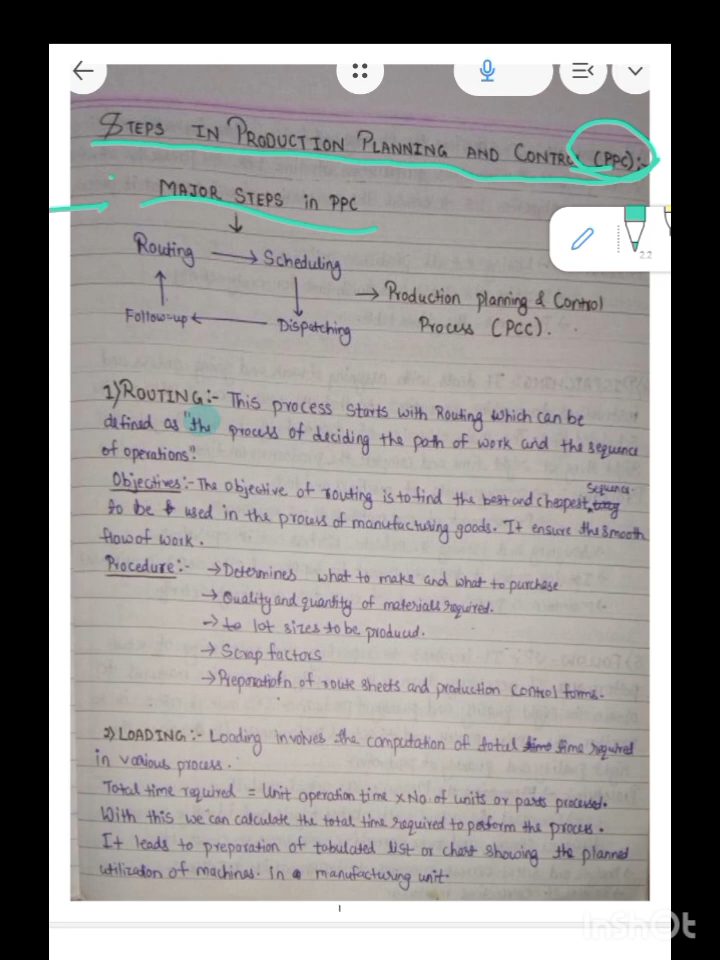 STEPS IN PRODUCTION PLANNING AND CONTROL (PPC):-
MAJOR STEPS in PPC
Routing → Scheduling
→ Production planning & Control
Follow-up ← Dispatching
Process (PCC).
1) ROUTING:- This process starts with Routing which can be
defined as "the process of deciding the path of work and the sequence
of operations".
Objectives:- The objective of routing is to find the best and cheapest sequence
to be used in the process of manufacturing goods. It ensure the smooth
flow of work.
Procedure:- → Determines what to make and what to purchase
→ Quality and quantity of materials required.
→ lot sizes to be produced.
→ Scrap factors
→ Preparatiofn of route sheets and production control forms.
2) LOADING:- Loading involves the computation of total time required
in various process.
Total time required = Unit operation time × No. of units or parts processed.
With this we can calculate the total time required to perform the process.
It leads to preparation of tabulated list or chart showing the planned
utilization of machines. in a manufacturing unit.
1
2.2
InShOt